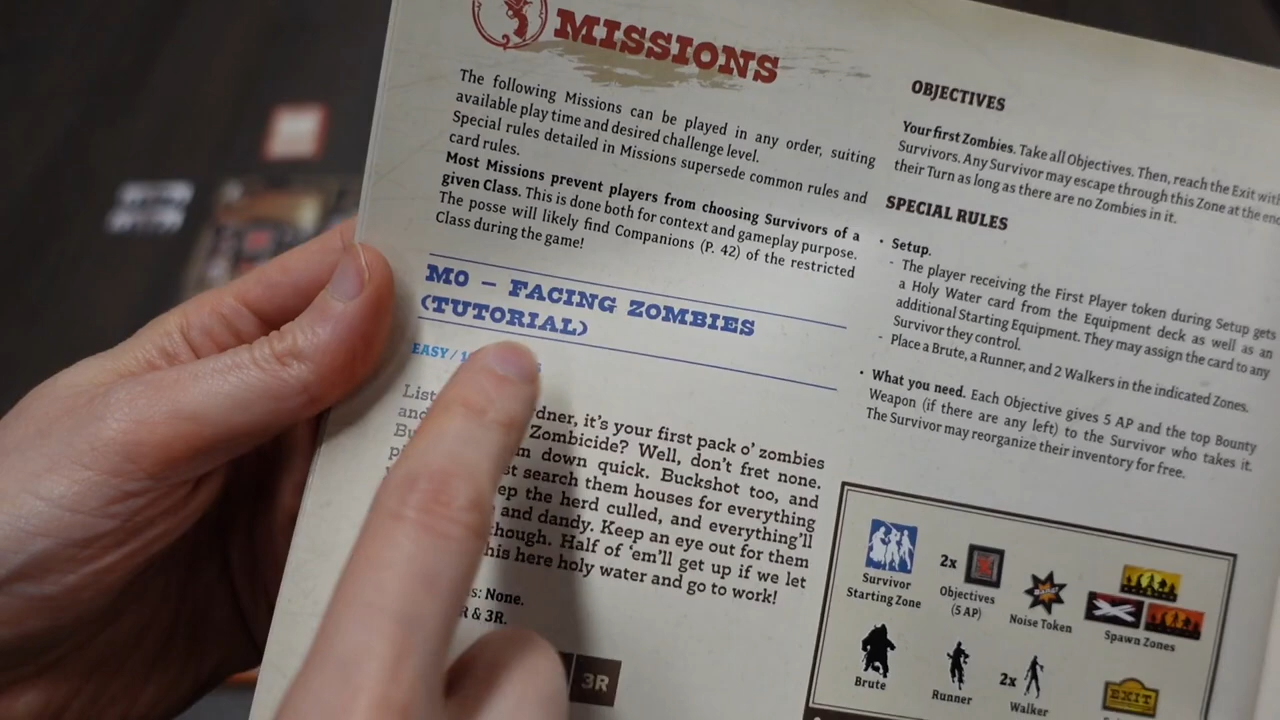 MISSIONS
The following Missions can be played in any order, suiting
available play time and desired challenge level.
Special rules detailed in Missions supersede common rules and
card rules.
Most Missions prevent players from choosing Survivors of a
given Class. This is done both for context and gameplay purpose.
The posse will likely find Companions (P. 42) of the restricted
Class during the game!
M0 – FACING ZOMBIES
(TUTORIAL)
EASY /
it's your first pack o' zombies
Zombicide? Well, don't fret none.
down quick. Buckshot too, and
search them houses for everything
the herd culled, and everything'll
and dandy. Keep an eye out for them
Half of 'em'll get up if we let
here holy water and go to work!
None.
& 3R.
3R
OBJECTIVES
Your first Zombies. Take all Objectives. Then, reach the Exit with
Survivors. Any Survivor may escape through this Zone at the end
their Turn as long as there are no Zombies in it.
SPECIAL RULES
• Setup.
- The player receiving the First Player token during Setup gets
a Holy Water card from the Equipment deck as well as an
additional Starting Equipment. They may assign the card to any
Survivor they control.
- Place a Brute, a Runner, and 2 Walkers in the indicated Zones.
• What you need. Each Objective gives 5 AP and the top Bounty
Weapon (if there are any left) to the Survivor who takes it.
The Survivor may reorganize their inventory for free.
Survivor
Starting Zone
2x
Objectives
(5 AP)
BANG!
Noise Token
Spawn Zones
Brute
Runner
2x
Walker
EXIT